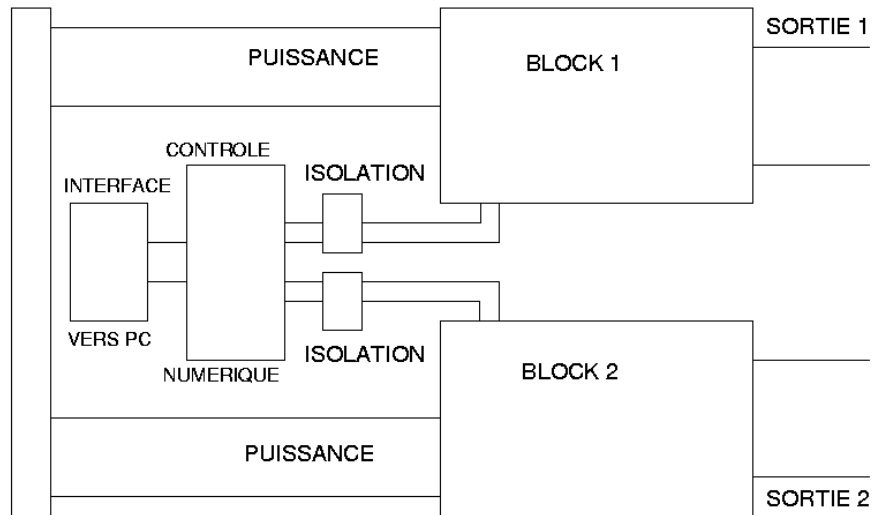 SORTIE 1
PUISSANCE
BLOCK 1
CONTROLE
ISOLATION
INTERFACE
VERS PC
ISOLATION
NUMERIQUE
BLOCK 2
PUISSANCE
SORTIE 2